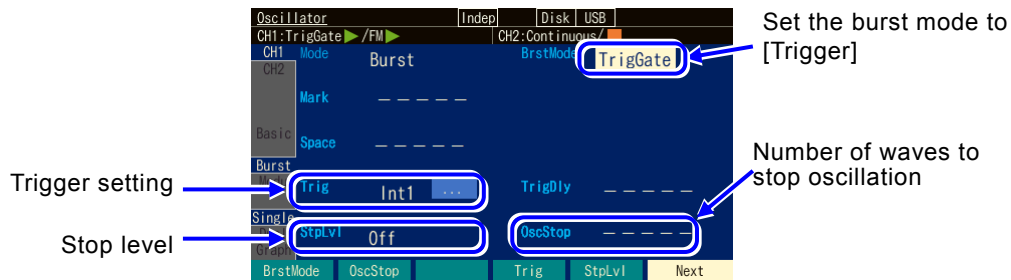 Oscillator Indep Disk USB
CH1:TrigGate /FM CH2:Continuous/
CH1 Mode Burst BrstMode TrigGate
CH2
Mark — — — — —
Basic
Space — — — — —
Burst
Trig Int1 ... TrigDly — — — — —
Single
StpLvl Off OscStop — — — — —
Graph
BrstMode OscStop Trig StpLvl Next
Set the burst mode to
[Trigger]
Number of waves to
stop oscillation
Trigger setting
Stop level